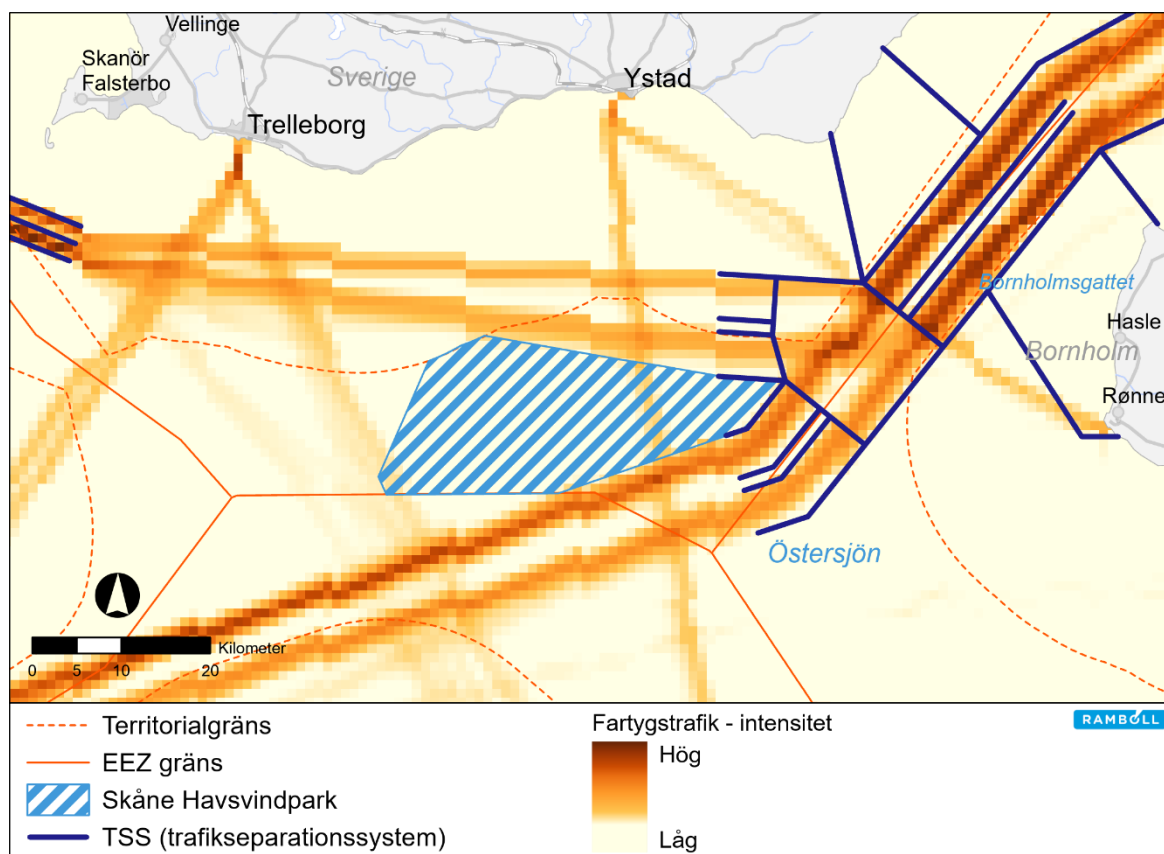 Vellinge
Skanör
Falsterbo
Sverige
Ystad
Trelleborg
Bornholmsgattet
Hasle
Bornholm
Rønne
Östersjön
Kilometer
0 5 10 20
Territorialgräns
EEZ gräns
Skåne Havsvindpark
TSS (trafikseparationssystem)
Fartygstrafik - intensitet
Hög
Låg
RAMBOLL